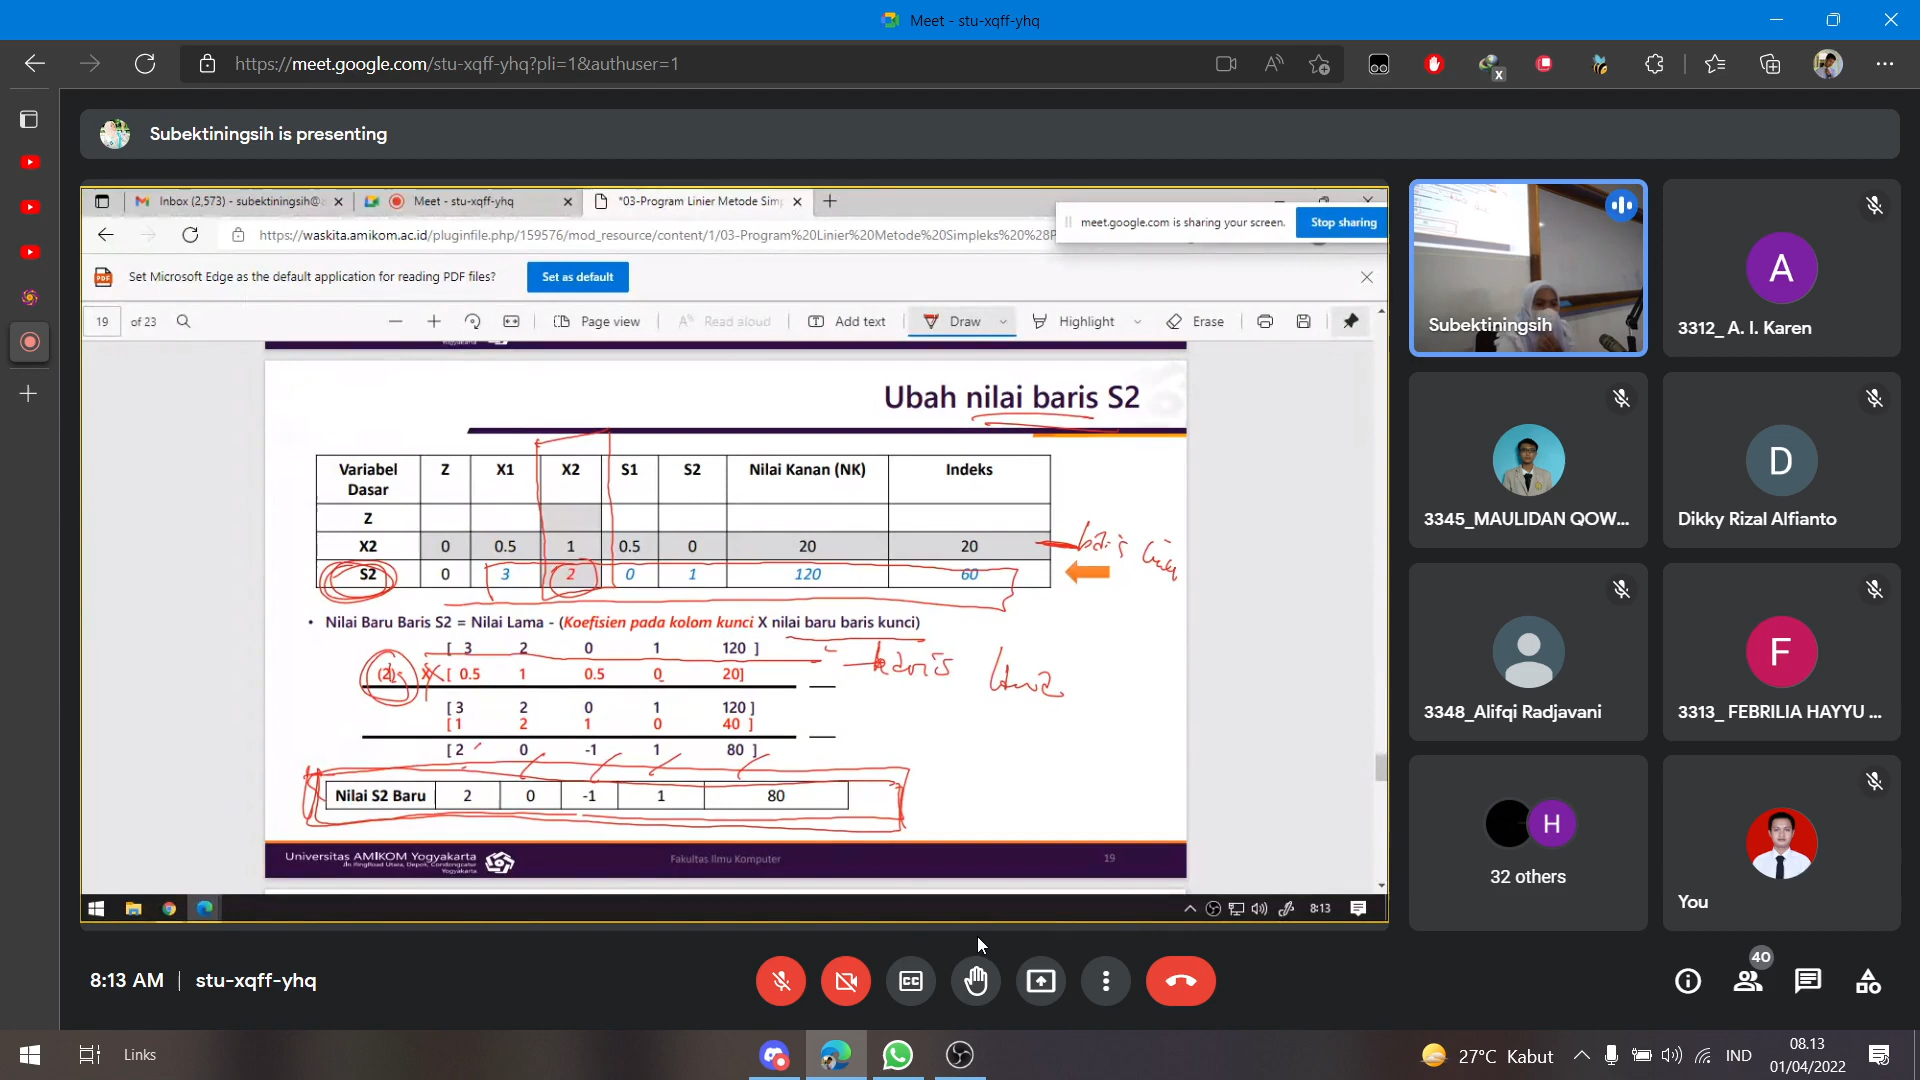 Meet - stu-xqff-yhq
https://meet.google.com/stu-xqff-yhq?pli=1&authuser=1
Subektiningsih is presenting
Inbox (2,573) - subektiningsih@
Meet - stu-xqff-yhq
*03-Program Linier Metode Sim
meet.google.com is sharing your screen.
Stop sharing
https://waskita.amikom.ac.id/pluginfile.php/159576/mod_resource/content/1/03-Program%20Linier%20Metode%20Simpleks%20%28P
Set Microsoft Edge as the default application for reading PDF files?
Set as default
19 of 23
Page view
Read aloud
Add text
Draw
Highlight
Erase
Ubah nilai baris S2
Variabel Dasar Z X1 X2 S1 S2 Nilai Kanan (NK) Indeks
Z
X2 0 0.5 1 0.5 0 20 20
S2 0 3 2 0 1 120 60
• Nilai Baru Baris S2 = Nilai Lama - (Koefisien pada kolom kunci X nilai baru baris kunci)
[ 3 2 0 1 120 ]
(2) X [ 0.5 1 0.5 0 20]
baris
[ 3 2 0 1 120 ]
[ 1 2 1 0 40 ]
[ 2 0 -1 1 80 ]
Nilai S2 Baru 2 0 -1 1 80
Universitas AMIKOM Yogyakarta
Jln RingRoad Utara, Depok, Condongcatur
Yogyakarta
Fakultas Ilmu Komputer
19
8:13
Subektiningsih
A
3312_ A. I. Karen
3345_MAULIDAN QOW...
D
Dikky Rizal Alfianto
3348_Alifqi Radjavani
F
3313_ FEBRILIA HAYYU ...
H
32 others
You
8:13 AM | stu-xqff-yhq
40
Links
27°C Kabut
IND
08.13
01/04/2022